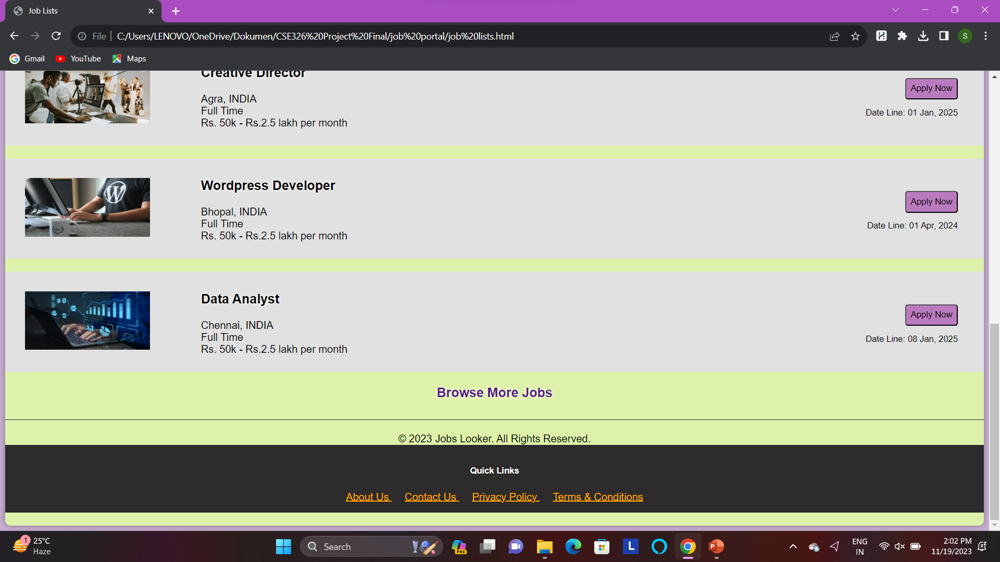 Job Lists
File
C:/Users/LENOVO/OneDrive/Dokumen/CSE326%20Project%20Final/job%20portal/job%20lists.html
S
Gmail
YouTube
Maps
Creative Director
Agra, INDIA
Full Time
Rs. 50k - Rs.2.5 lakh per month
Apply Now
Date Line: 01 Jan, 2025
Wordpress Developer
Bhopal, INDIA
Full Time
Rs. 50k - Rs.2.5 lakh per month
Apply Now
Date Line: 01 Apr, 2024
Data Analyst
Chennai, INDIA
Full Time
Rs. 50k - Rs.2.5 lakh per month
Apply Now
Date Line: 08 Jan, 2025
Browse More Jobs
© 2023 Jobs Looker. All Rights Reserved.
Quick Links
About Us Contact Us Privacy Policy Terms & Conditions
1
25°C
Haze
Search
PRE
L
P
ENG
IN
2:02 PM
11/19/2023